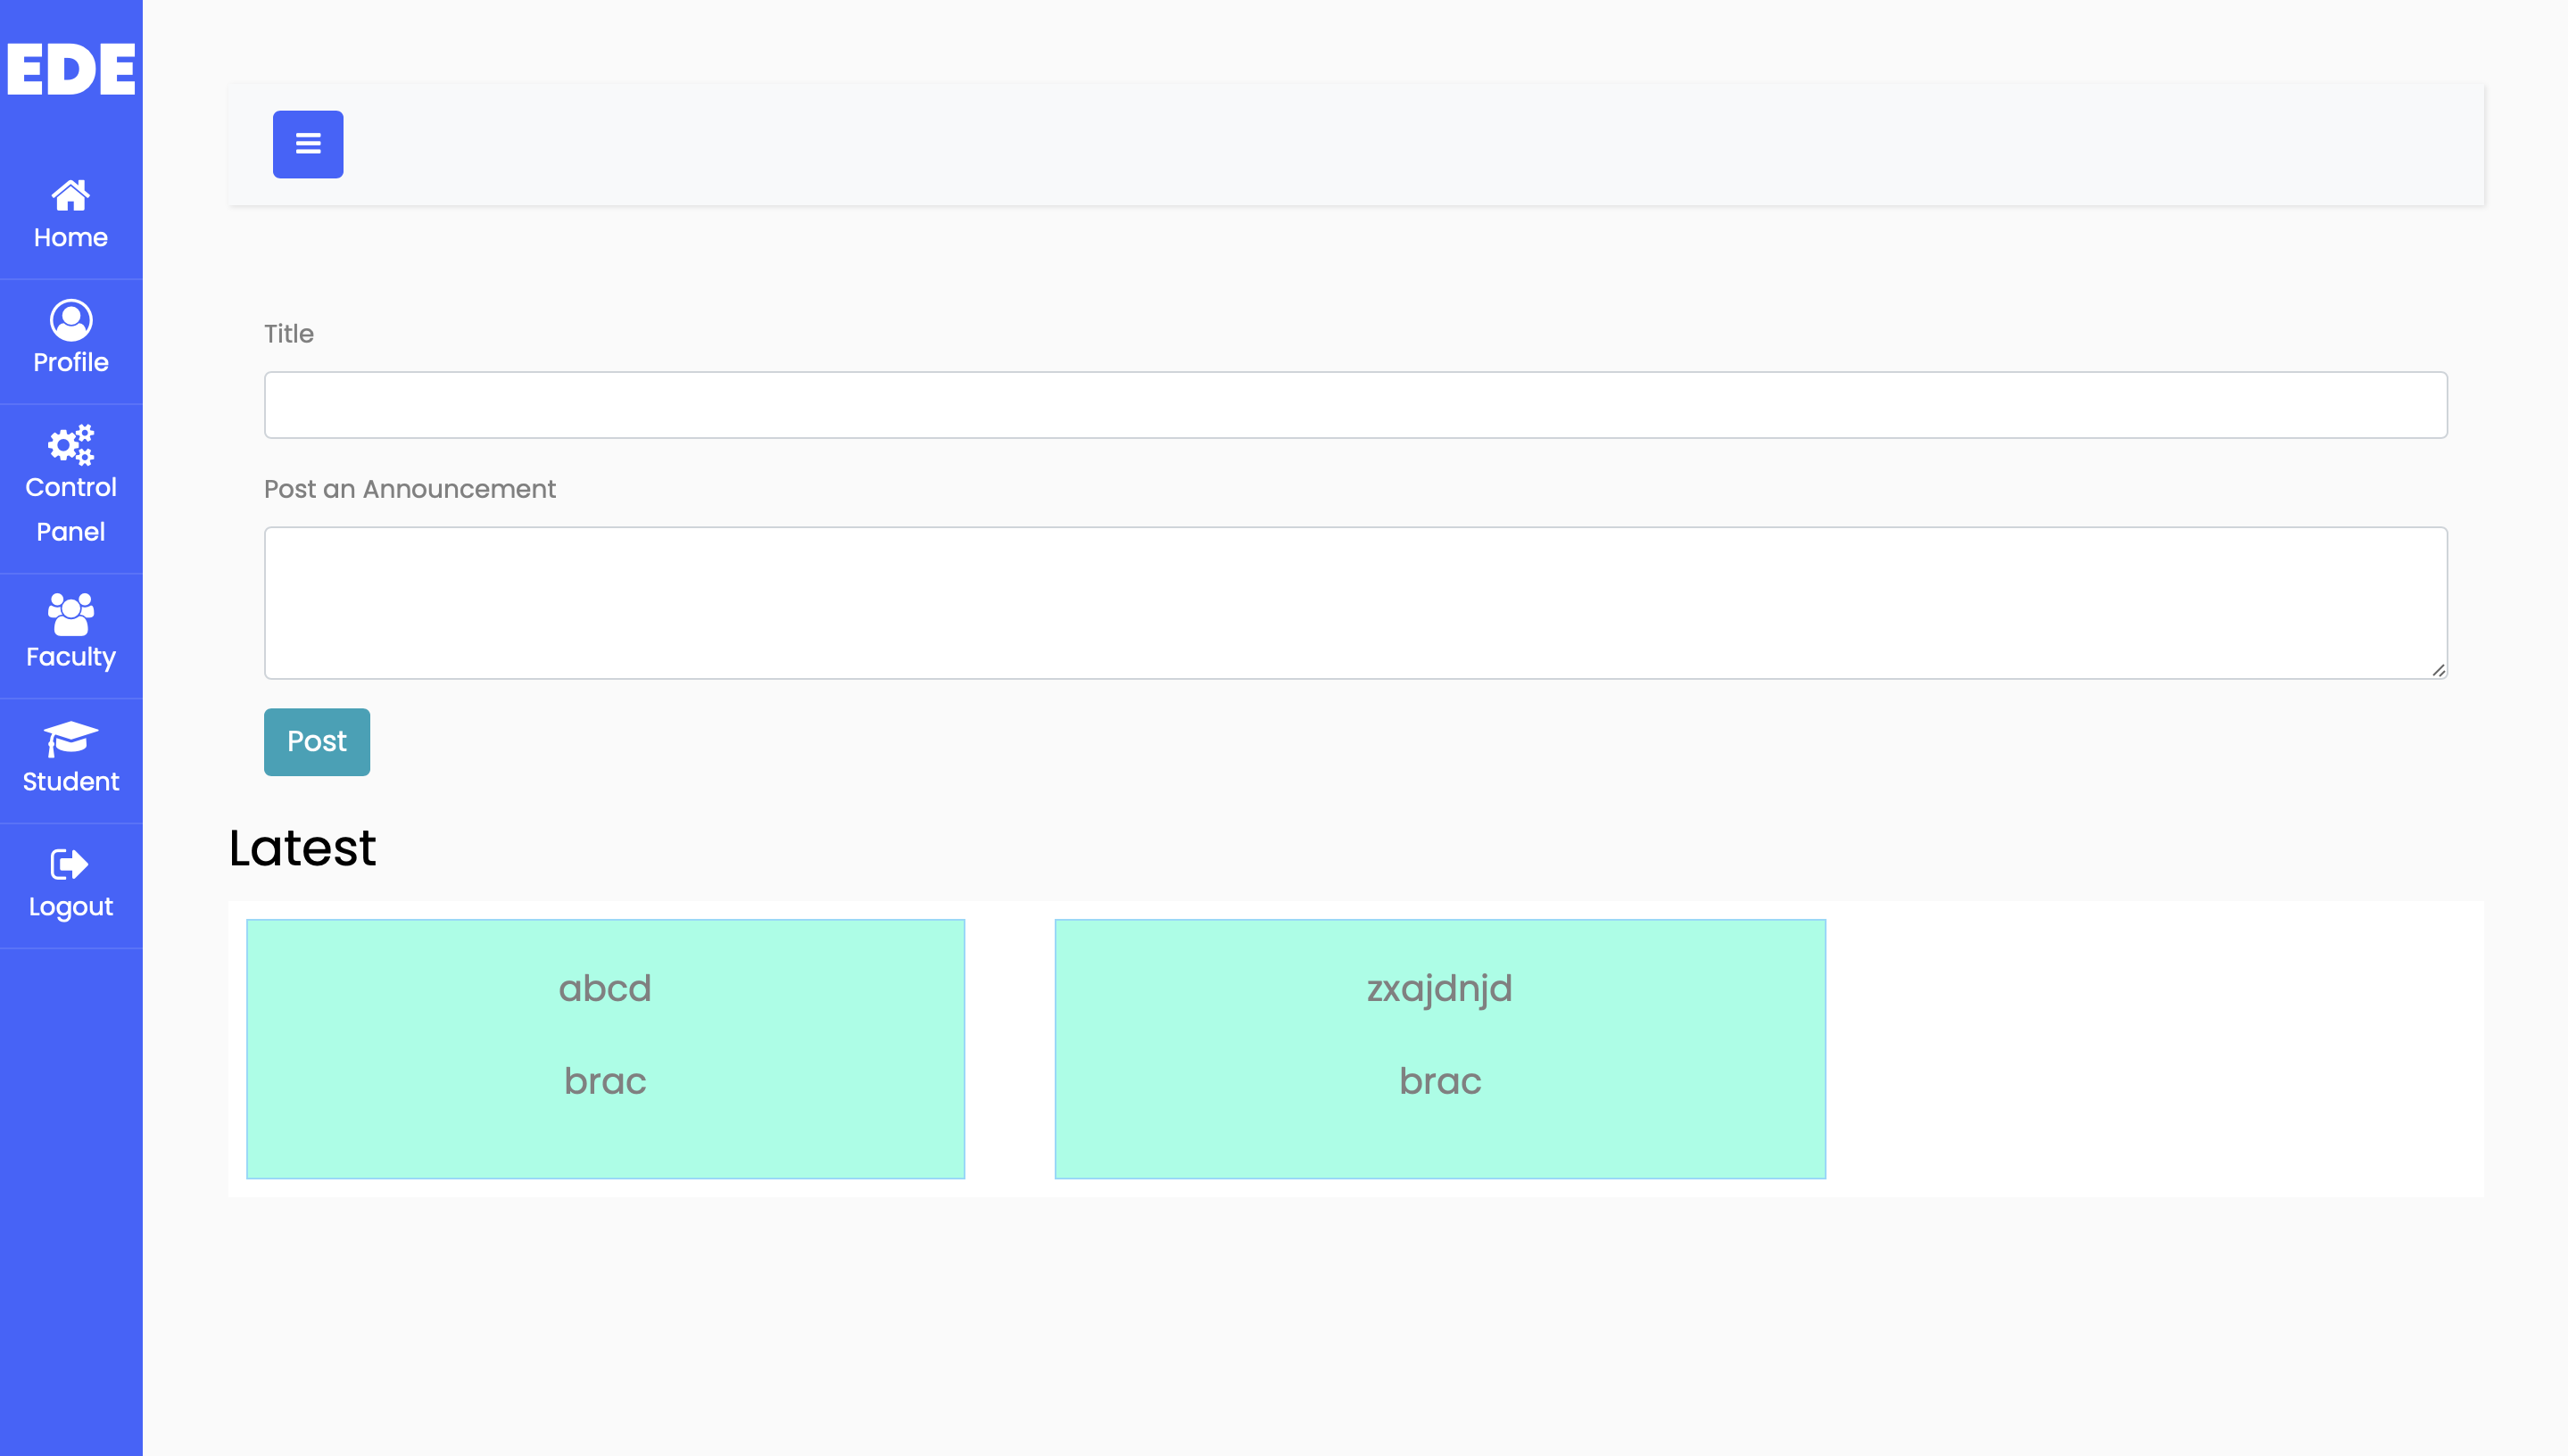 EDE
Home
Profile
Control
Panel
Faculty
Student
Logout
Title
Post an Announcement
Post
Latest
abcd
brac
zxajdnjd
brac